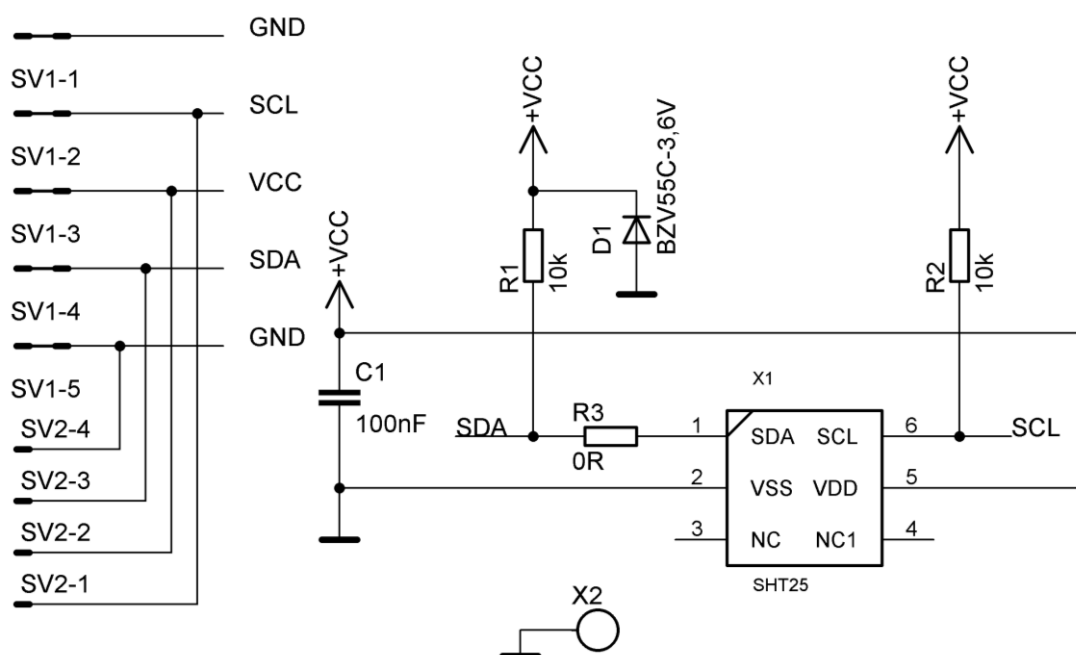 GND
SV1-1
SCL
SV1-2
VCC
SV1-3
SDA
SV1-4
GND
SV1-5
SV2-4
SV2-3
SV2-2
SV2-1
+VCC
C1
100nF
+VCC
R1
10k
D1
BZV55C-3,6V
+VCC
R2
10k
SDA
R3
0R
X1
1
SDA
SCL
6
SCL
2
VSS
VDD
5
3
NC
NC1
4
SHT25
X2